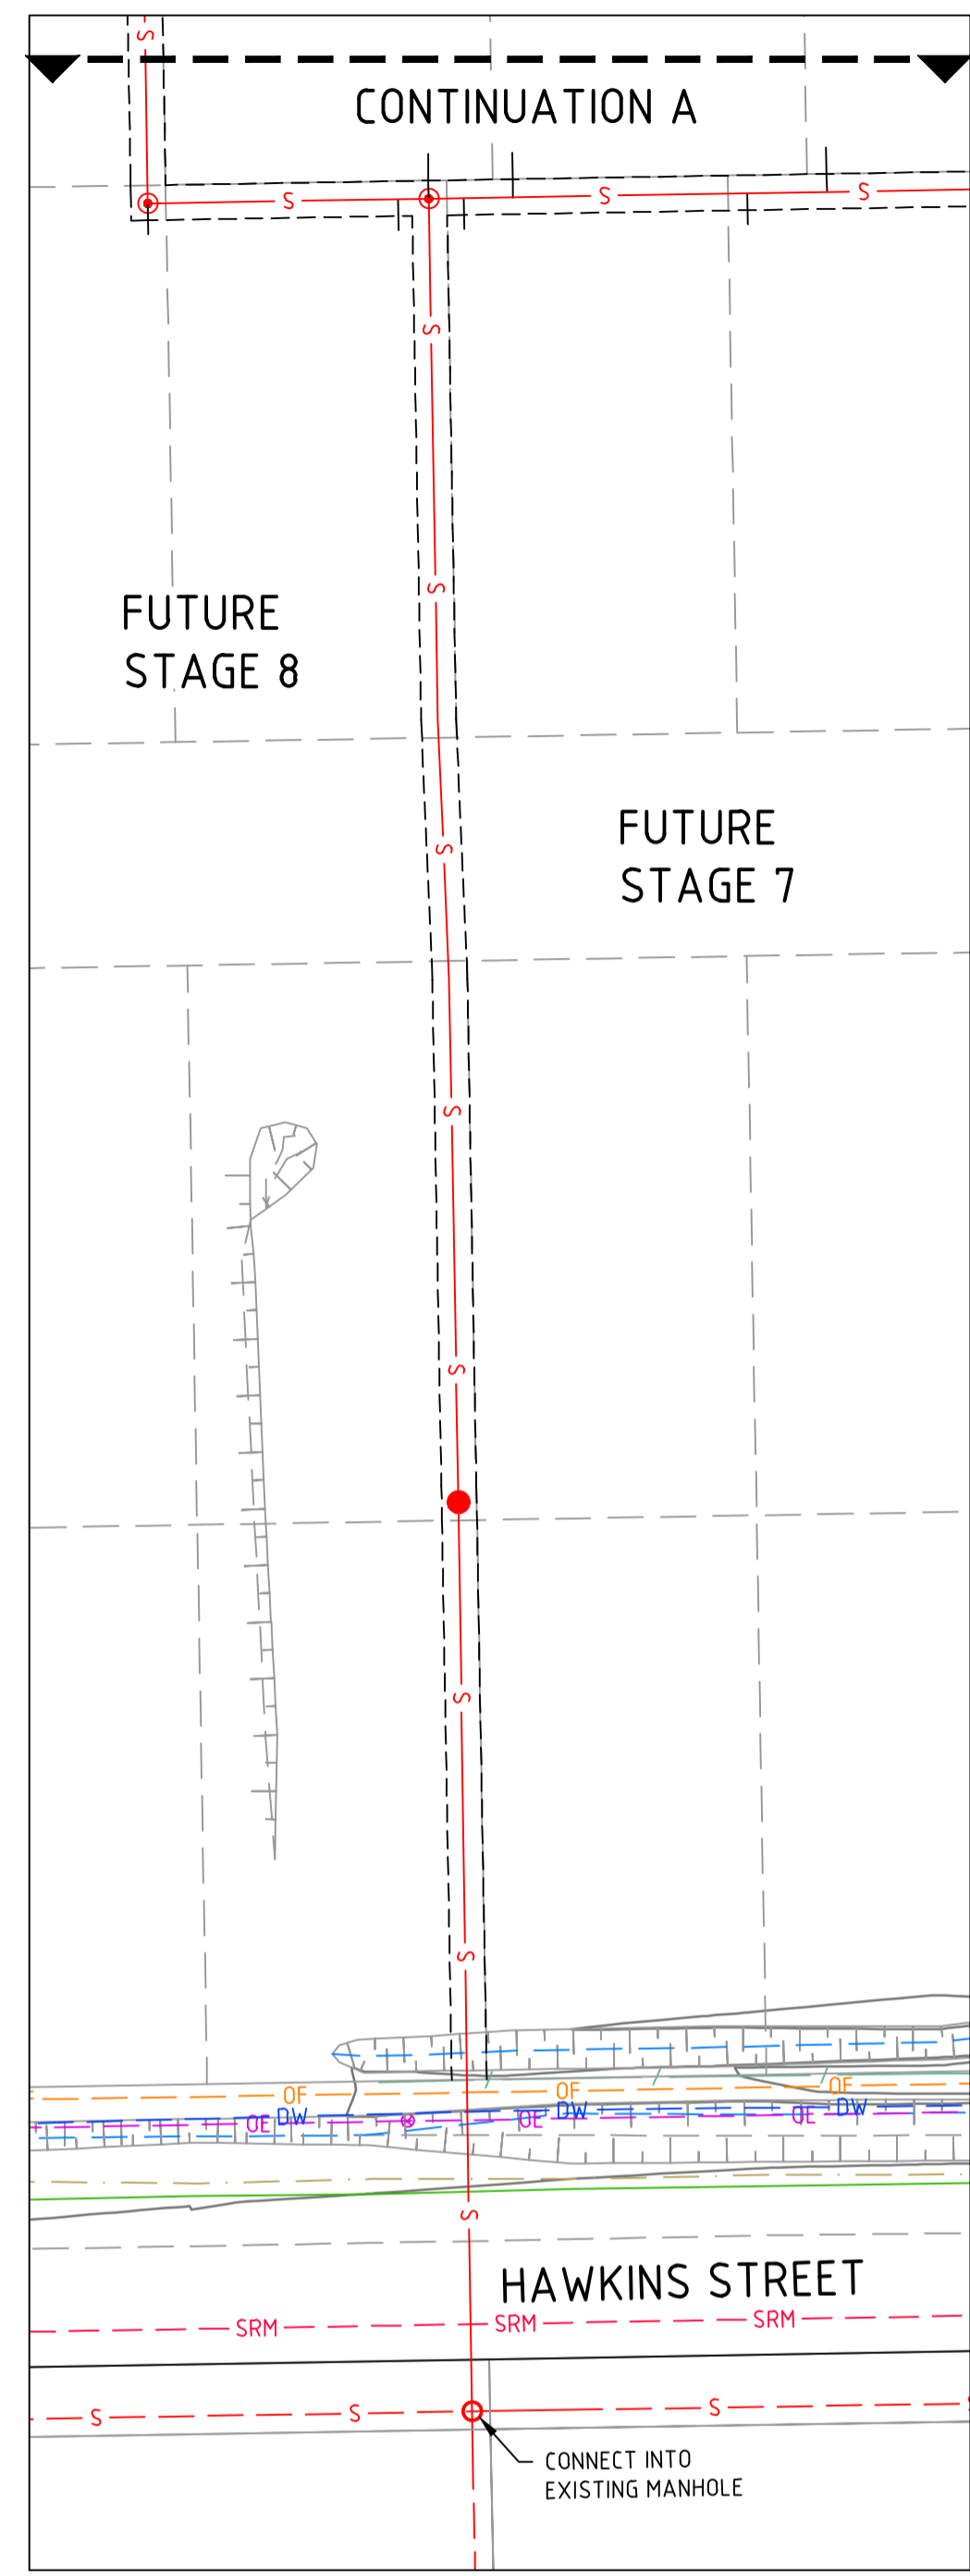 S
CONTINUATION A
S
S
S
S
S
FUTURE
STAGE 8
FUTURE
STAGE 7
S
S
S
S
S
OF
OF
OF
OE
DW
OE
DW
OE
DW
S
HAWKINS STREET
SRM
SRM
SRM
S
S
S
CONNECT INTO
EXISTING MANHOLE